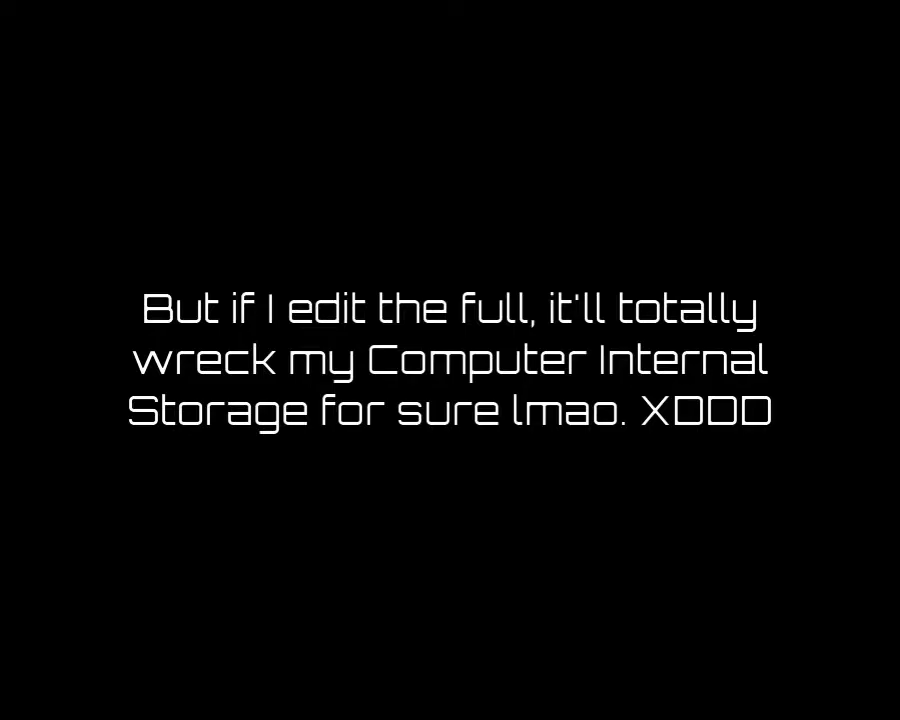 But if I edit the full, it'll totally
wreck my Computer Internal
Storage for sure lmao. XDDD